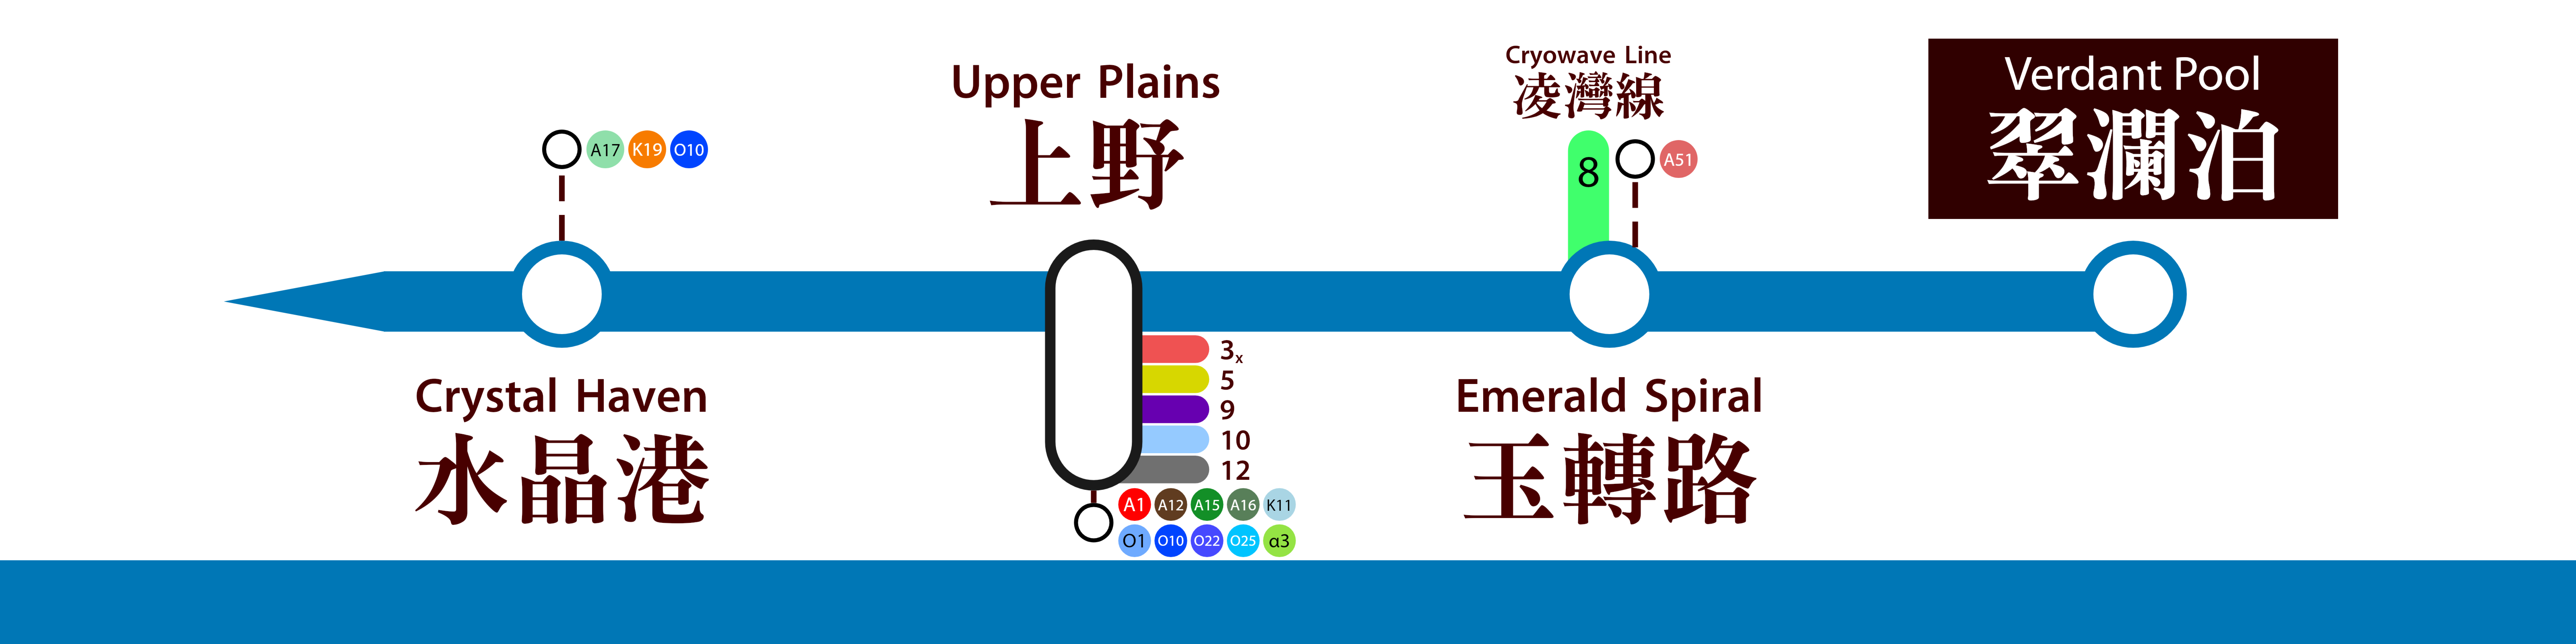 A17 K19 O10
Crystal Haven
水晶港
Upper Plains
上野
3x
5
9
10
12
A1 A12 A15 A16 K11
O1 O10 O22 O25 α3
Cryowave Line
凌灣線
8
A51
Emerald Spiral
玉轉路
Verdant Pool
翠瀾泊